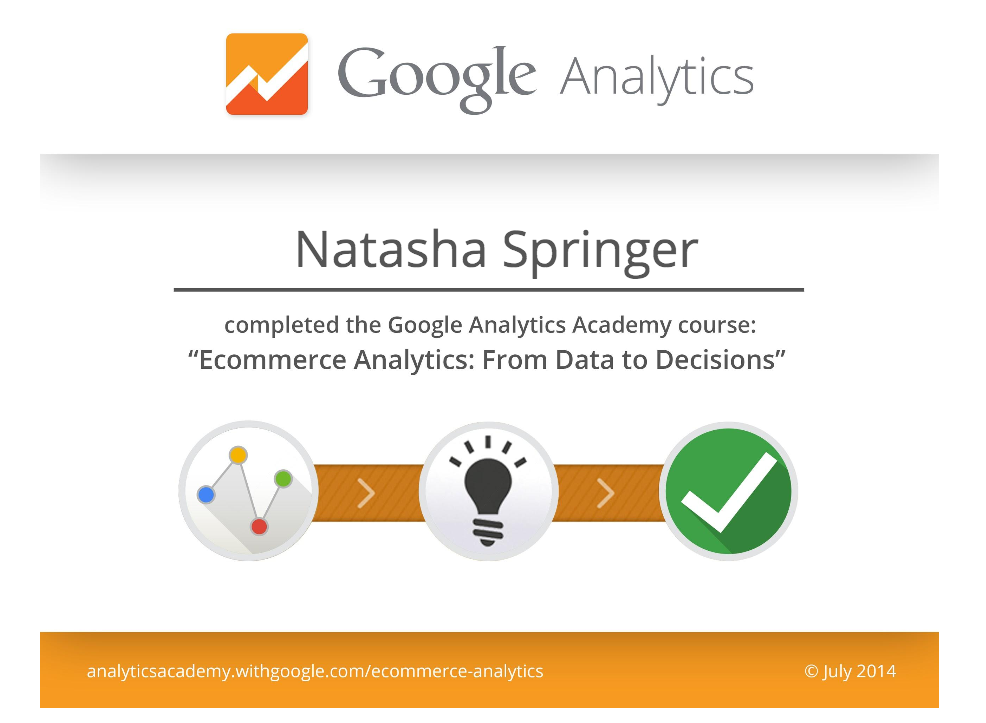 Google Analytics
Natasha Springer
completed the Google Analytics Academy course:
“Ecommerce Analytics: From Data to Decisions”
analyticsacademy.withgoogle.com/ecommerce-analytics
© July 2014